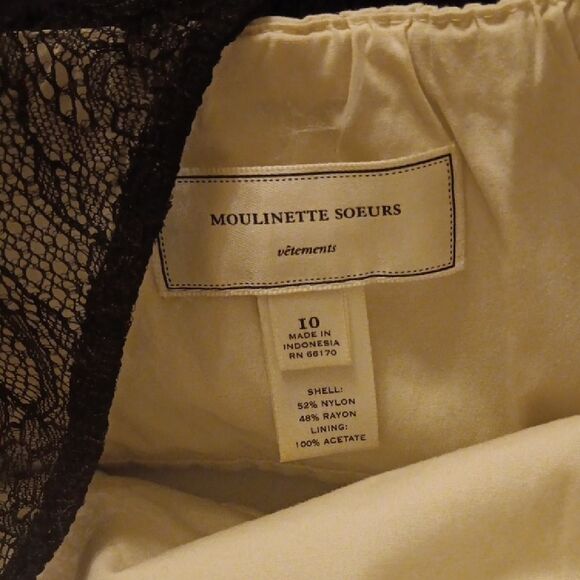 MOULINETTE SOEURS
vêtements
10
MADE IN
INDONESIA
RN 66170
SHELL:
52% NYLON
48% RAYON
LINING:
100% ACETATE